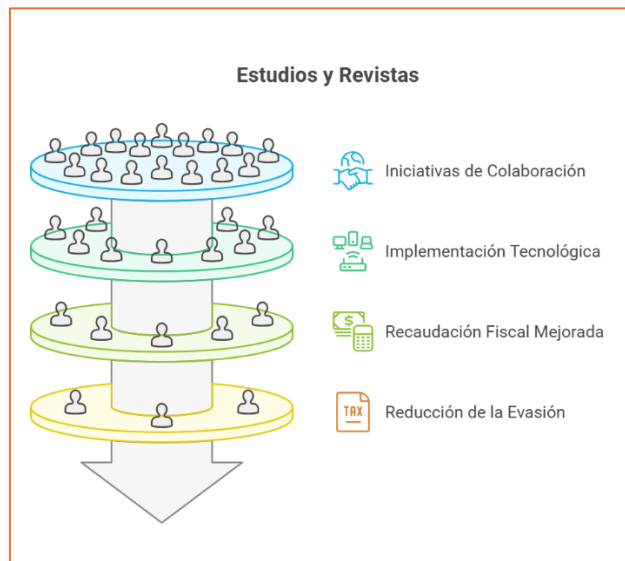 Estudios y Revistas
Iniciativas de Colaboración
Implementación Tecnológica
$
Recaudación Fiscal Mejorada
TAX
Reducción de la Evasión